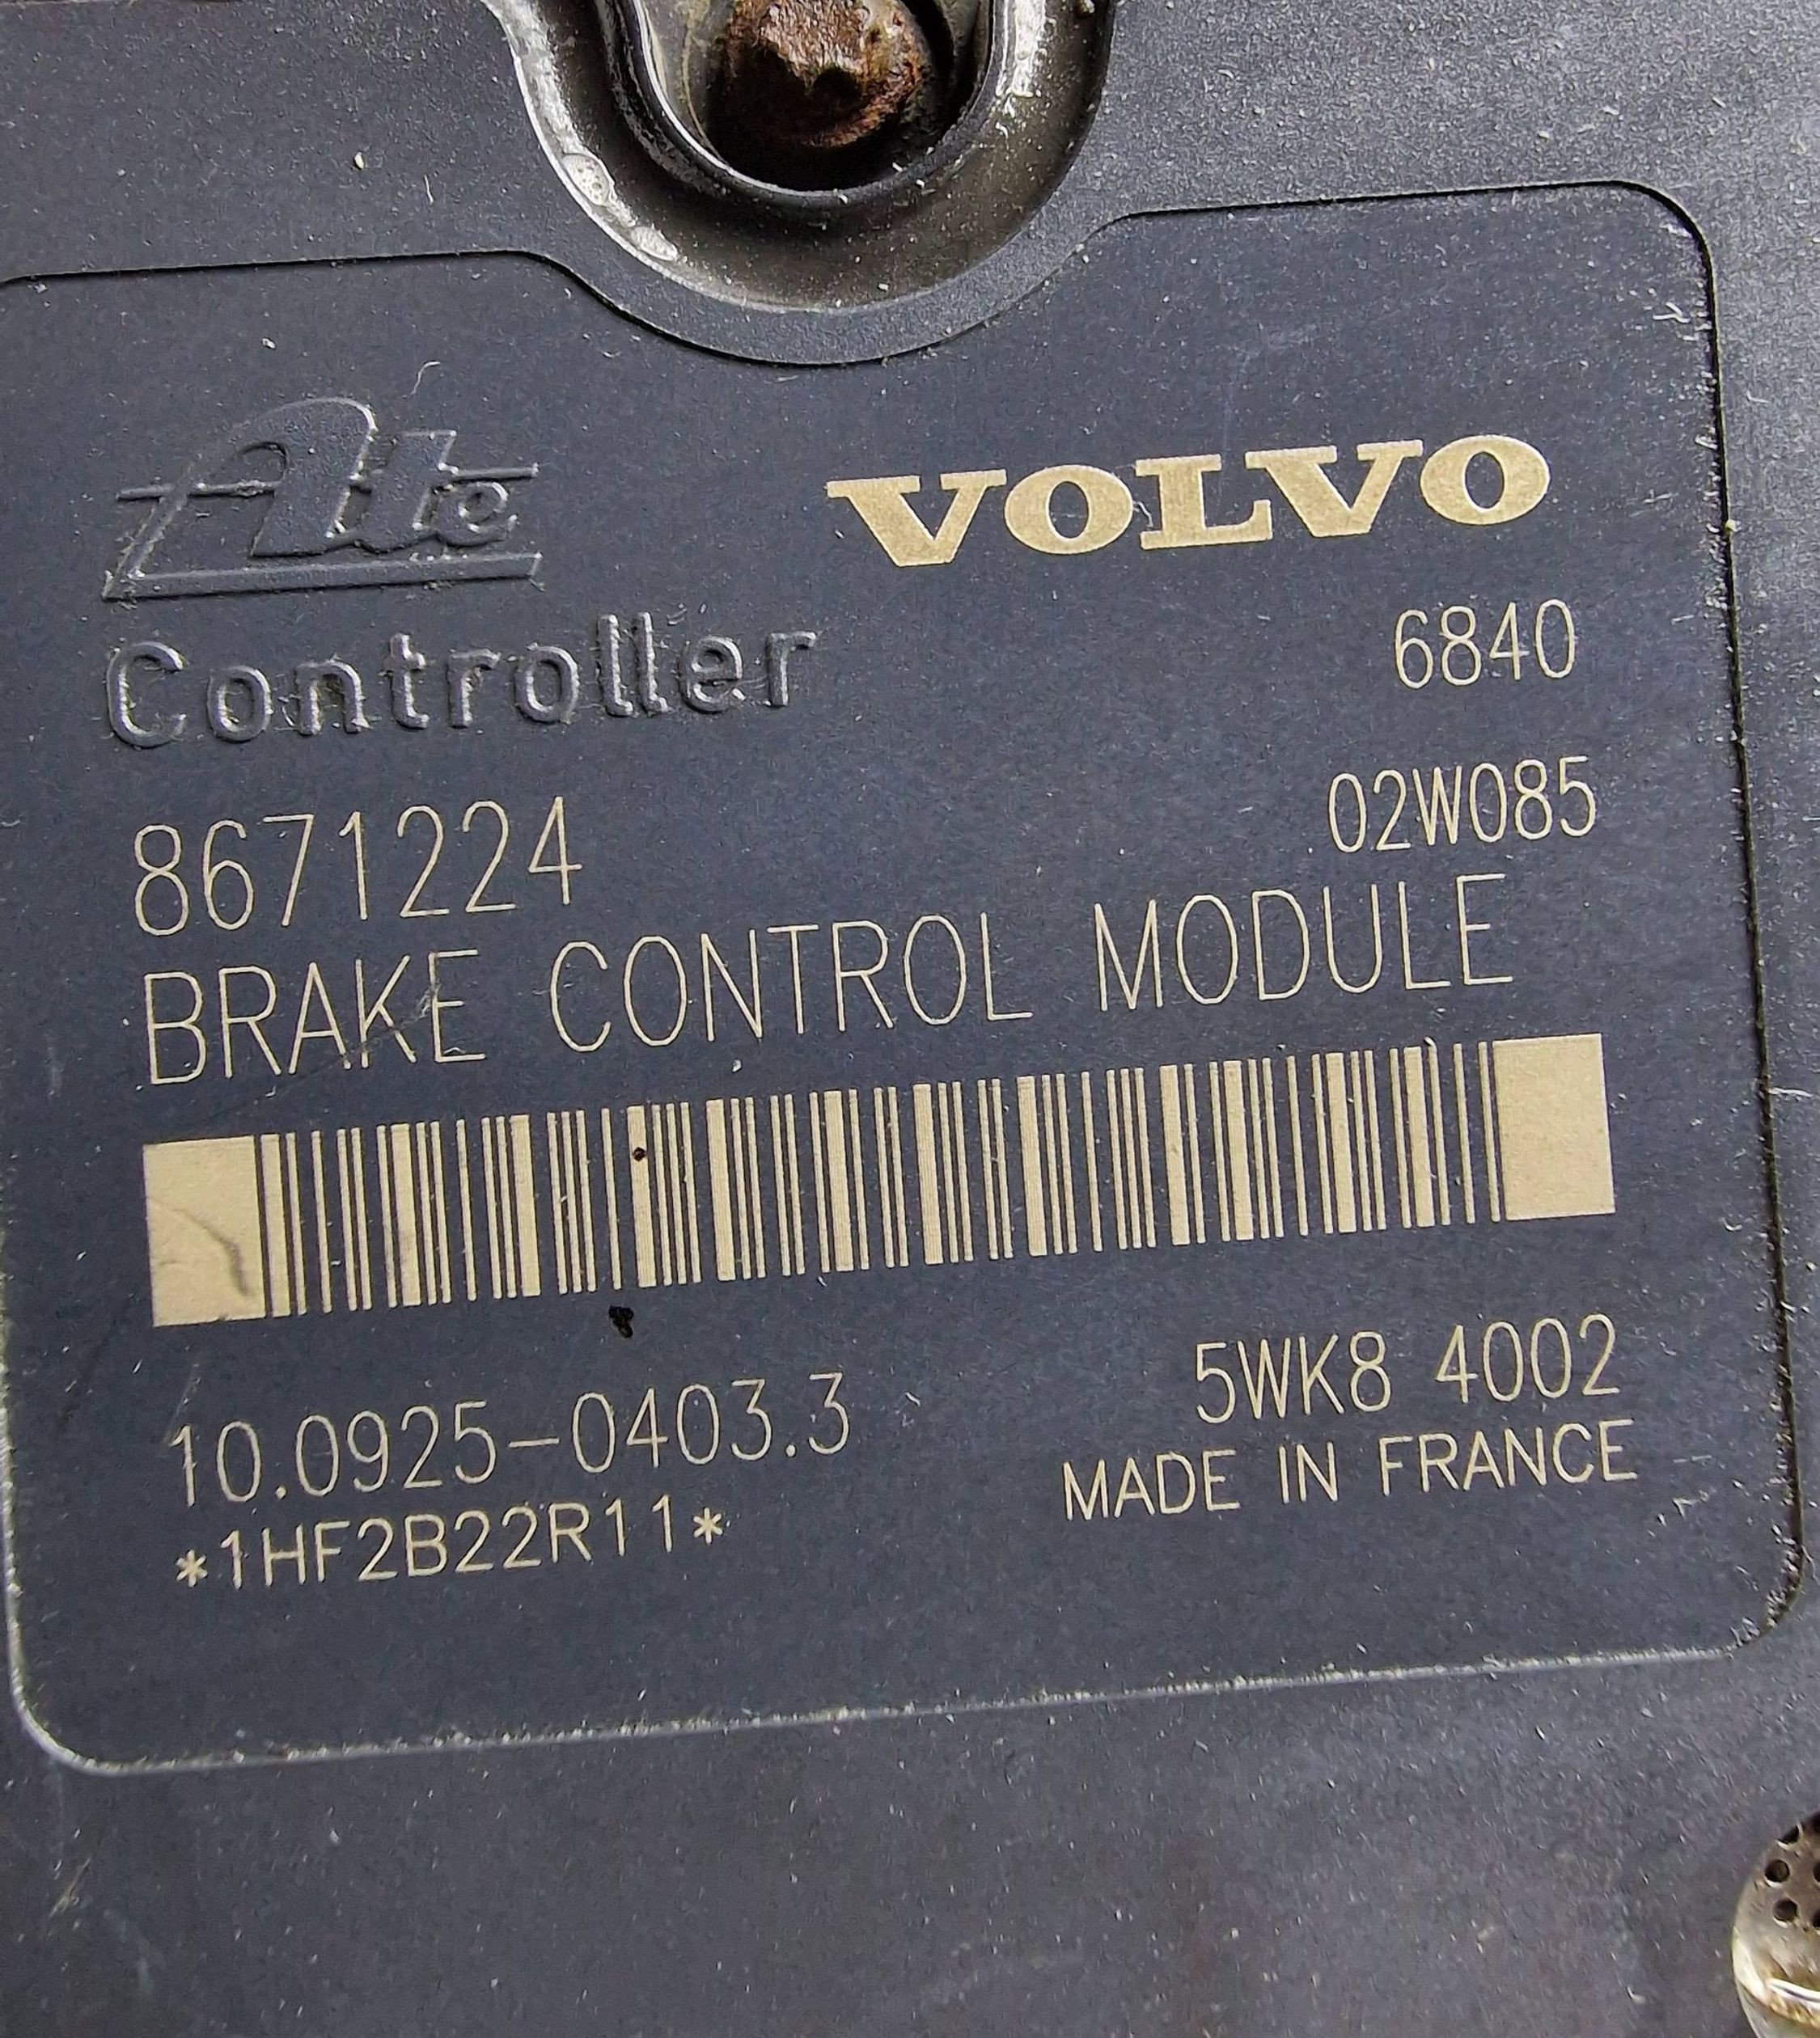 Ate
VOLVO
Controller
6840
8671224
02W085
BRAKE CONTROL MODULE
10.0925-0403.3
5WK8 4002
*1HF2B22R11*
MADE IN FRANCE